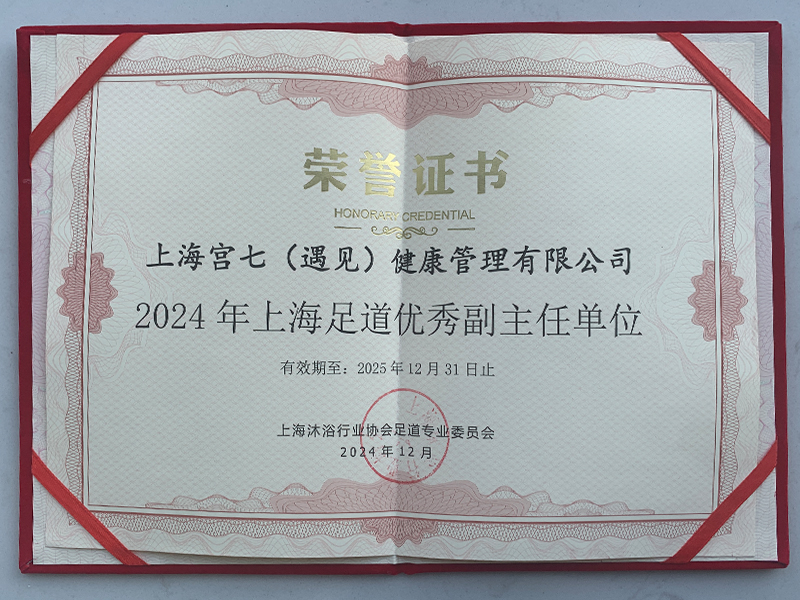 荣誉证书
HONORARY CREDENTIAL
上海宫七（遇见）健康管理有限公司
2024年上海足道优秀副主任单位
有效期至：2025年12月31日止
上海沐浴行业协会足道专业委员会
2024年12月